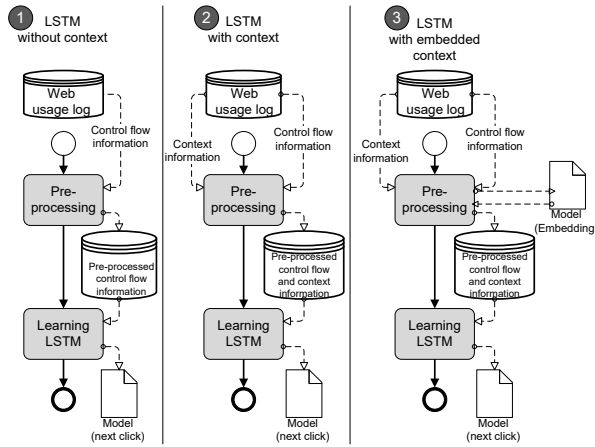 1 LSTM
without context
Web
usage log
Control flow
information
Pre-
processing
Pre-processed
control flow
information
Learning
LSTM
Model
(next click)
2 LSTM
with context
Web
usage log
Context
information
Control flow
information
Pre-
processing
Pre-processed
control flow
and context
information
Learning
LSTM
Model
(next click)
3 LSTM
with embedded
context
Web
usage log
Context
information
Control flow
information
Pre-
processing
Model
(Embedding
Pre-processed
control flow
and context
information
Learning
LSTM
Model
(next click)